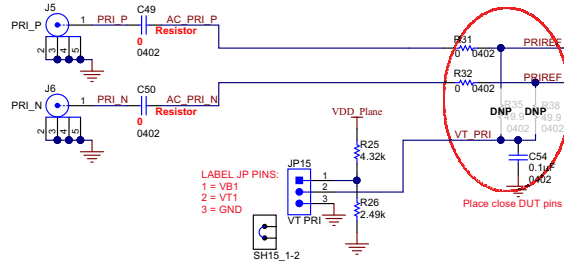 J5
PRI_P
1
2 3 4 5
C49
Resistor
0
0402
AC_PRI_P
R31
0 0402
PRIREF
J6
PRI_N
1
2 3 4 5
C50
Resistor
0
0402
AC_PRI_N
R32
0 0402
PRIREF
DNP
R35
49.9
0402
DNP
R38
49.9
0402
VT_PRI
C54
0.1uF
0402
Place close DUT pins
VDD_Plane
R25
4.32k
R26
2.49k
LABEL JP PINS:
1 = VB1
2 = VT1
3 = GND
JP15
1
2
3
VT PRI
SH15_1-2